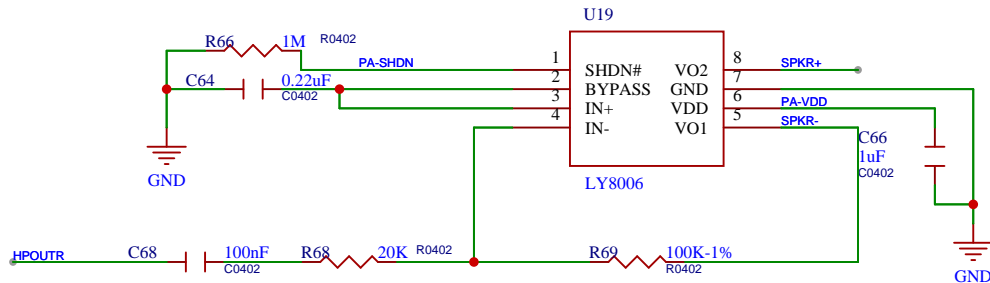 U19
R66 1M R0402
PA-SHDN 1 SHDN# VO2 8 SPKR+
C64 0.22uF C0402 2 BYPASS GND 7
3 IN+ VDD 6 PA-VDD
4 IN- VO1 5 SPKR-
C66
1uF
C0402
GND
LY8006
HPOUTR C68 100nF C0402 R68 20K R0402 R69 100K-1% R0402
GND